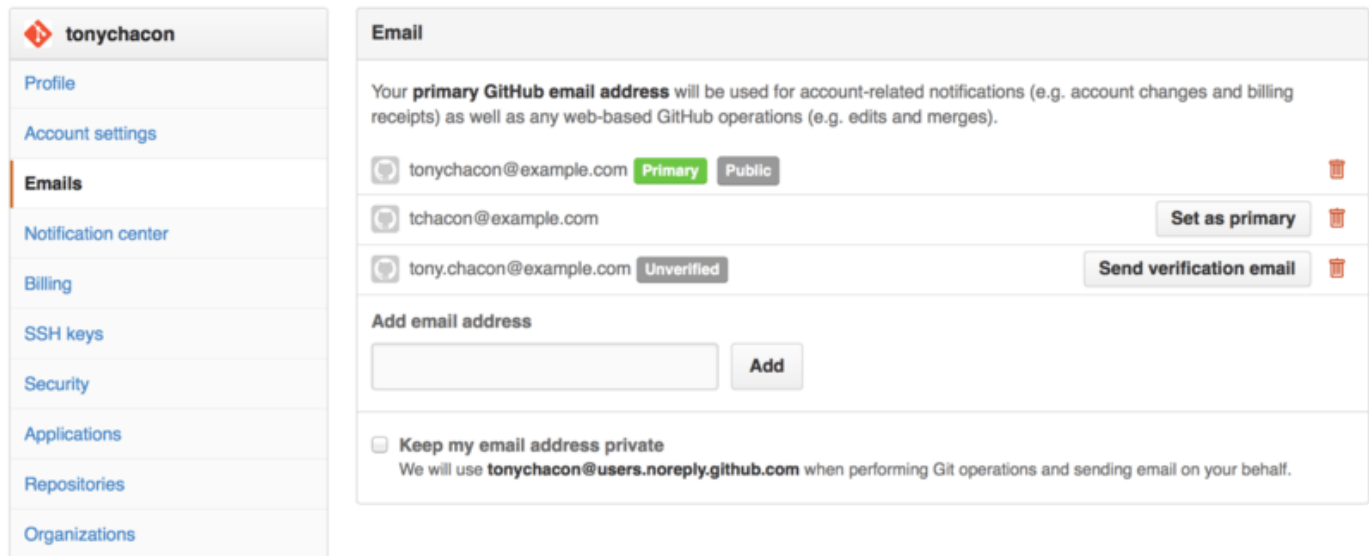 tonychacon
Profile
Account settings
Emails
Notification center
Billing
SSH keys
Security
Applications
Repositories
Organizations
Email
Your primary GitHub email address will be used for account-related notifications (e.g. account changes and billing
receipts) as well as any web-based GitHub operations (e.g. edits and merges).
tonychacon@example.com Primary Public
tchacon@example.com Set as primary
tony.chacon@example.com Unverified Send verification email
Add email address
Add
Keep my email address private
We will use tonychacon@users.noreply.github.com when performing Git operations and sending email on your behalf.